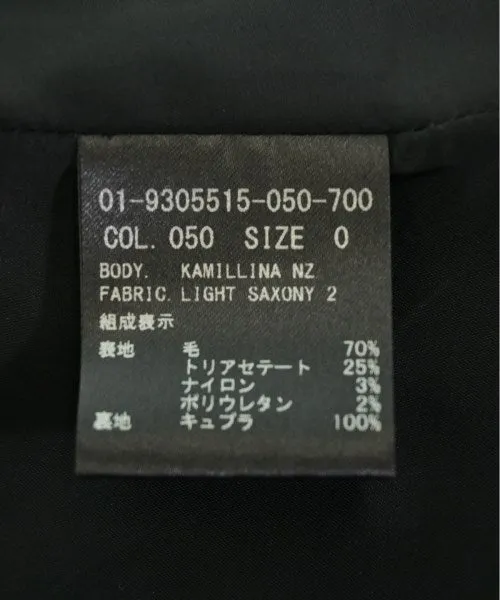 01-9305515-050-700
COL. 050 SIZE 0
BODY. KAMILLINA NZ
FABRIC. LIGHT SAXONY 2
組成表示
表地 毛 70%
トリアセテート 25%
ナイロン 3%
ポリウレタン 2%
裏地 キュプラ 100%